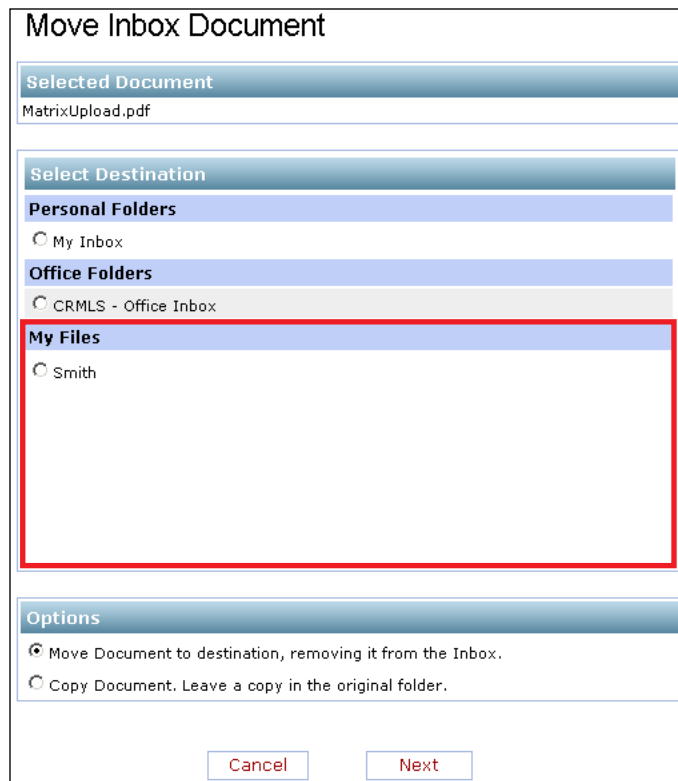 Move Inbox Document
Selected Document
MatrixUpload.pdf
Select Destination
Personal Folders
My Inbox
Office Folders
CRMLS - Office Inbox
My Files
Smith
Options
Move Document to destination, removing it from the Inbox.
Copy Document. Leave a copy in the original folder.
Cancel Next